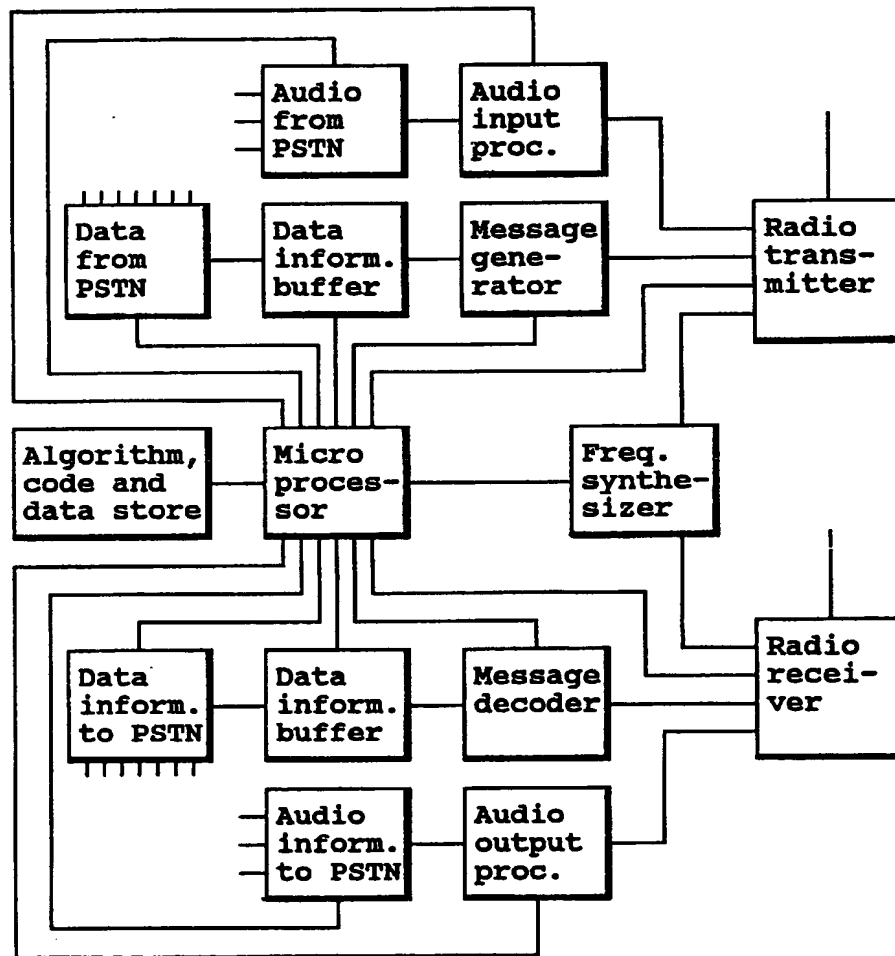 Audio
from
PSTN
Audio
input
proc.
Data
from
PSTN
Data
inform.
buffer
Message
gene-
rator
Radio
trans-
mitter
Algorithm,
code and
data store
Micro
proces-
sor
Freq.
synthe-
sizer
Data
inform.
to PSTN
Data
inform.
buffer
Message
decoder
Radio
recei-
ver
Audio
inform.
to PSTN
Audio
output
proc.